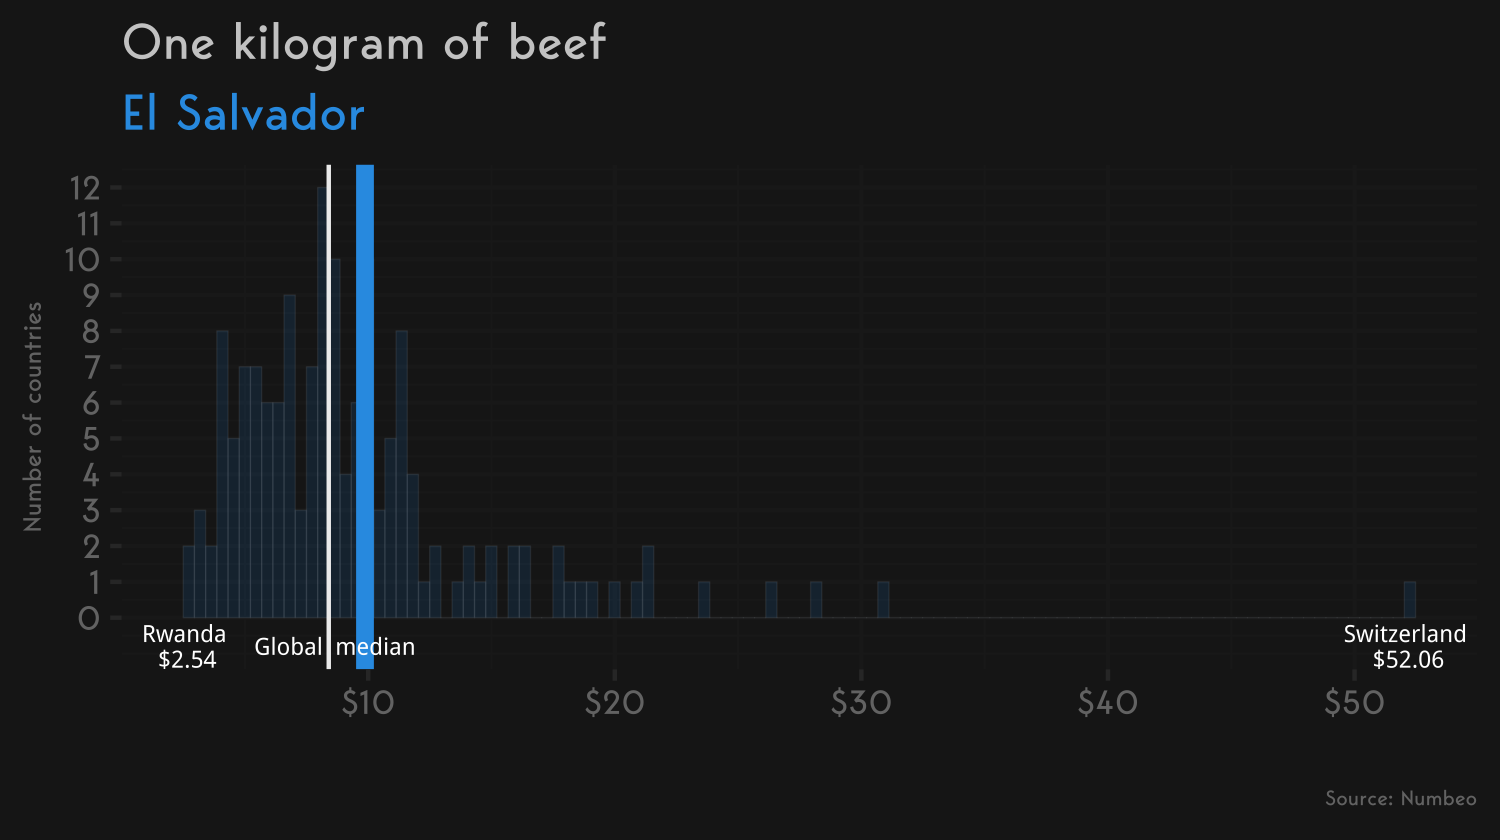 One kilogram of beef
El Salvador
Number of countries
12
11
10
9
8
7
6
5
4
3
2
1
0
Rwanda
$2.54
Global median
Switzerland
$52.06
$10 $20 $30 $40 $50
Source: Numbeo